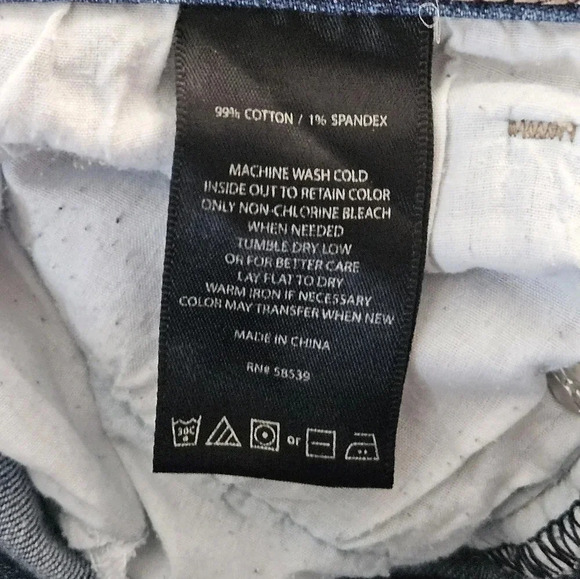 99% COTTON / 1% SPANDEX
MACHINE WASH COLD
INSIDE OUT TO RETAIN COLOR
ONLY NON-CHLORINE BLEACH
WHEN NEEDED
TUMBLE DRY LOW
OR FOR BETTER CARE
LAY FLAT TO DRY
WARM IRON IF NECESSARY
COLOR MAY TRANSFER WHEN NEW
MADE IN CHINA
RN# 58539
30C or